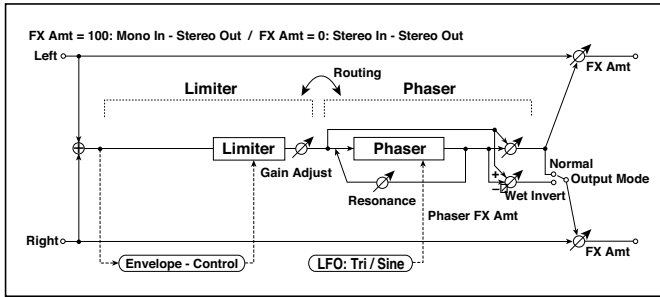 FX Amt = 100: Mono In - Stereo Out / FX Amt = 0: Stereo In - Stereo Out
Left
FX Amt
Routing
Limiter
Phaser
Limiter
Phaser
Gain Adjust
Resonance
Normal
Output Mode
+
−
Wet Invert
Phaser FX Amt
Right
FX Amt
Envelope - Control
LFO: Tri / Sine